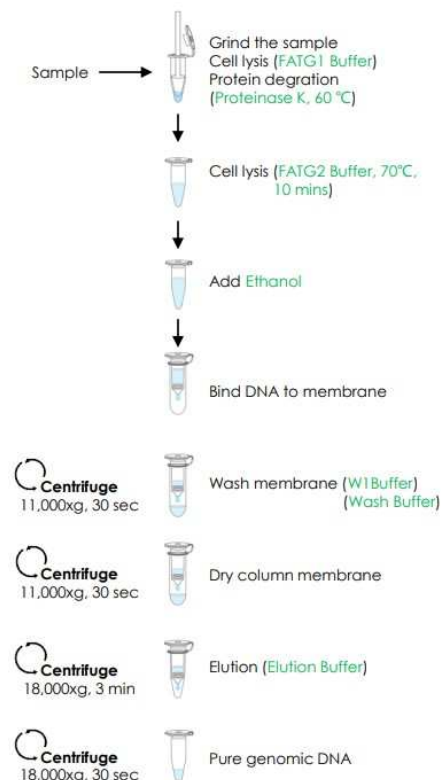 Grind the sample
Cell lysis (FATG1 Buffer)
Sample
Protein degration
(Proteinase K, 60 °C)
Cell lysis (FATG2 Buffer, 70°C,
10 mins)
Add Ethanol
Bind DNA to membrane
Centrifuge
11,000xg, 30 sec
Wash membrane (W1Buffer)
(Wash Buffer)
Centrifuge
11,000xg, 30 sec
Dry column membrane
Centrifuge
18,000xg, 3 min
Elution (Elution Buffer)
Centrifuge
18,000xg, 30 sec
Pure genomic DNA